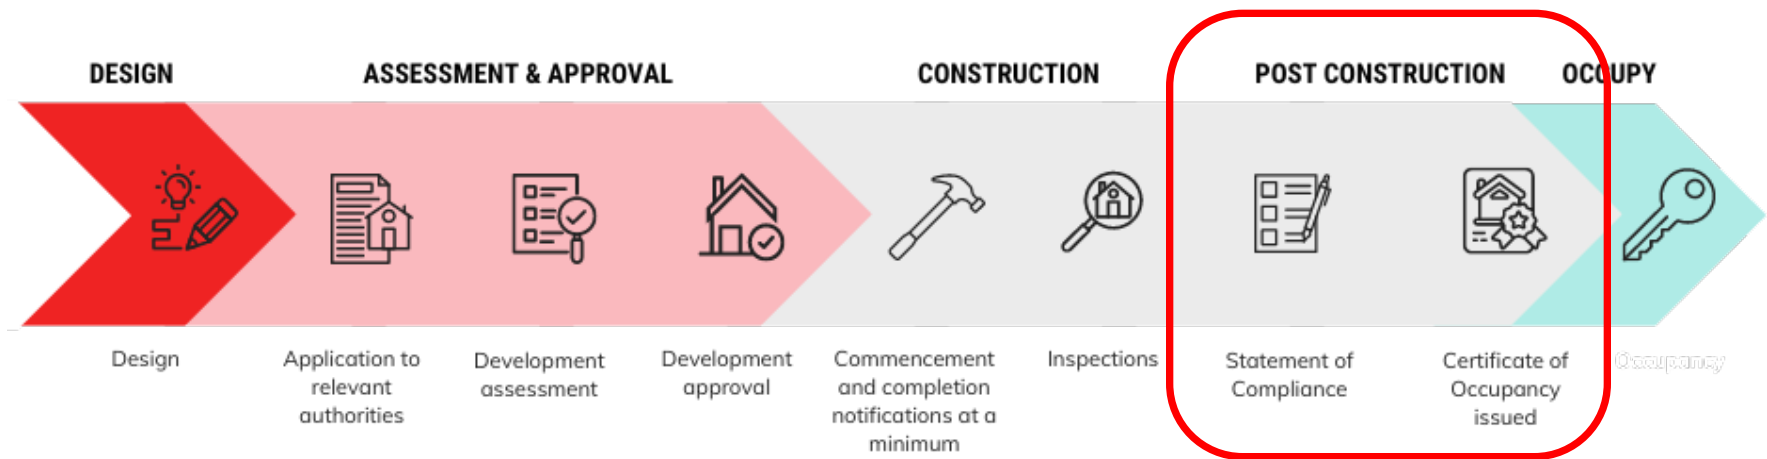 DESIGN
ASSESSMENT & APPROVAL
CONSTRUCTION
POST CONSTRUCTION
OCCUPY
Design
Application to
relevant
authorities
Development
assessment
Development
approval
Commencement
and completion
notifications at a
minimum
Inspections
Statement of
Compliance
Certificate of
Occupancy
issued
Occupancy